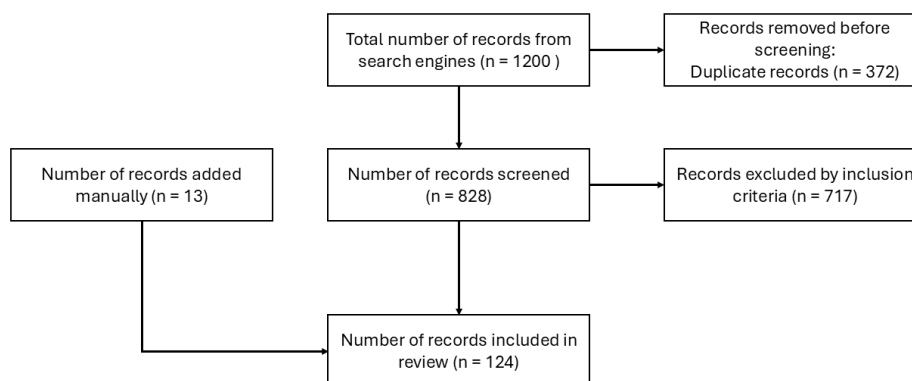 Total number of records from
search engines (n = 1200 )
Records removed before
screening:
Duplicate records (n = 372)
Number of records added
manually (n = 13)
Number of records screened
(n = 828)
Records excluded by inclusion
criteria (n = 717)
Number of records included in
review (n = 124)